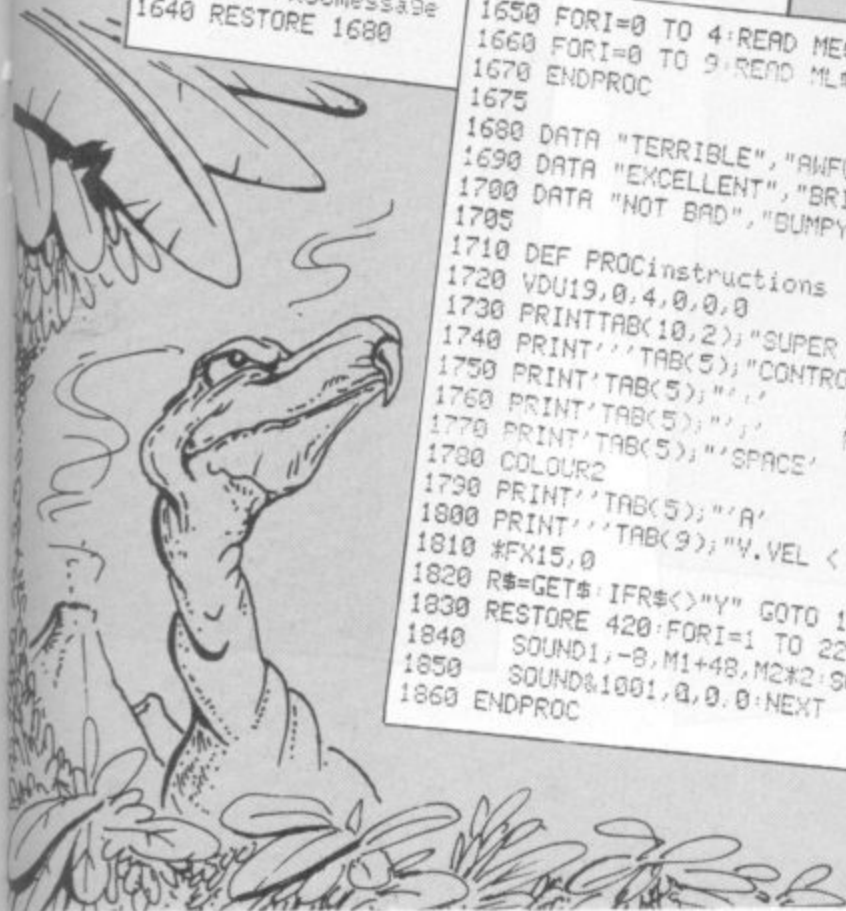 1640 RESTORE 1680
1650 FORI=0 TO 4:READ
1660 FORI=0 TO 9:READ
1670 ENDPROC
1675
1680 DATA "TERRIBLE",
1690 DATA "EXCELLENT",
1700 DATA "NOT BAD","BUMPY
1705
1710 DEF PROCinstructions
1720 VDU19,0,4,0,0,0
1730 PRINTTAB(10,2);"SUPER
1740 PRINT'''TAB(5);"CONTRO
1750 PRINT'TAB(5);
1760 PRINT'TAB(5);
1770 PRINT'TAB(5);"'SPACE'
1780 COLOUR2
1790 PRINT''TAB(5);"'A'
1800 PRINT'''TAB(9);"V.VEL <
1810 *FX15,0
1820 R$=GET$:IFR$<>"Y" GOTO 1
1830 RESTORE 420:FORI=1 TO 22
1840 SOUND1,-8,M1+48,M2*2:S
1850 SOUND&1001,0,0,0:NEXT
1860 ENDPROC